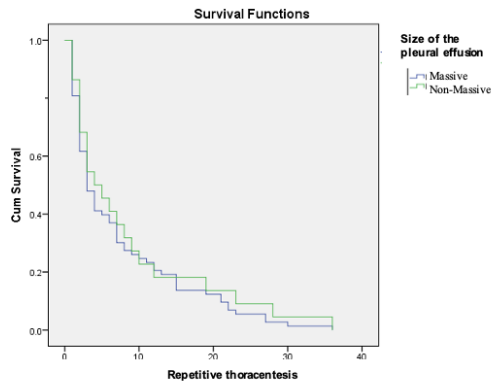 Survival Functions
Size of the
pleural effusion
Massive
Non-Massive
Cum Survival
1.0
0.6
0.4
0.2
0.0
0
10
20
30
40
Repetitive thoracentesis